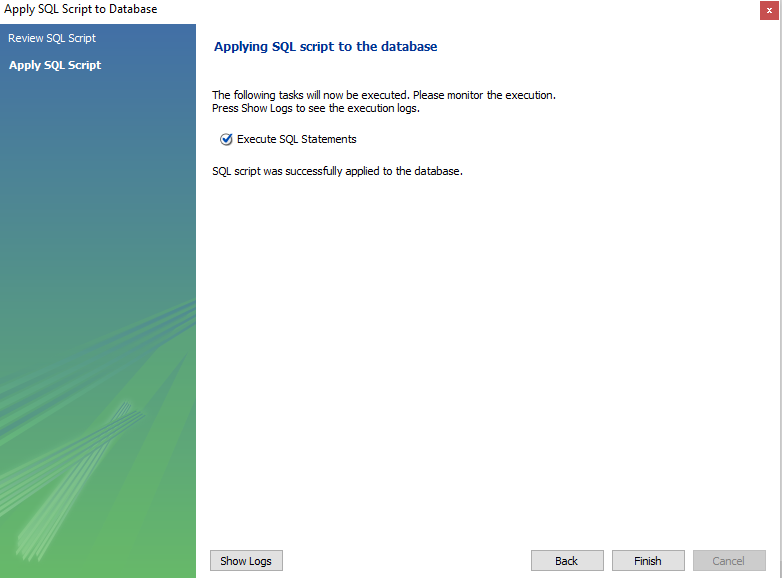 Apply SQL Script to Database
x
Review SQL Script
Apply SQL Script
Applying SQL script to the database
The following tasks will now be executed. Please monitor the execution.
Press Show Logs to see the execution logs.
Execute SQL Statements
SQL script was successfully applied to the database.
Show Logs
Back
Finish
Cancel